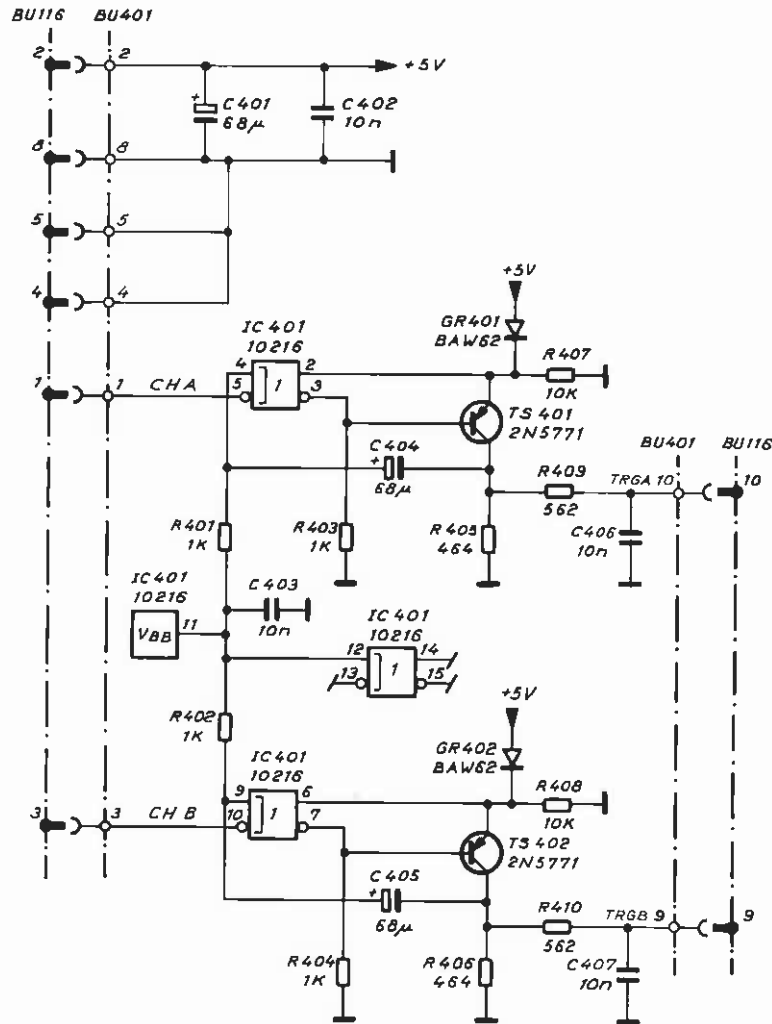 BU116 BU401
2 2
+5V
+
C401
68µ
C402
10n
8 8
5 5
4 4
+5V
GR401
BAW62
IC401
10216
4 2
5 1 3
R407
10K
1 1 CHA
TS401
2N5771
C404
+
68µ
BU401 BU116
R409
562
TRGA 10 10
R401
1K
R403
1K
R405
464
C406
10n
IC401
10216
VBB 11
C403
10n
IC401
10216
12 14
13 1 15
R402
1K
+5V
GR402
BAW62
IC401
10216
9 6
10 1 7
R408
10K
3 3 CHB
TS402
2N5771
C405
+
68µ
R410
562
TRGB 9 9
R404
1K
R406
464
C407
10n